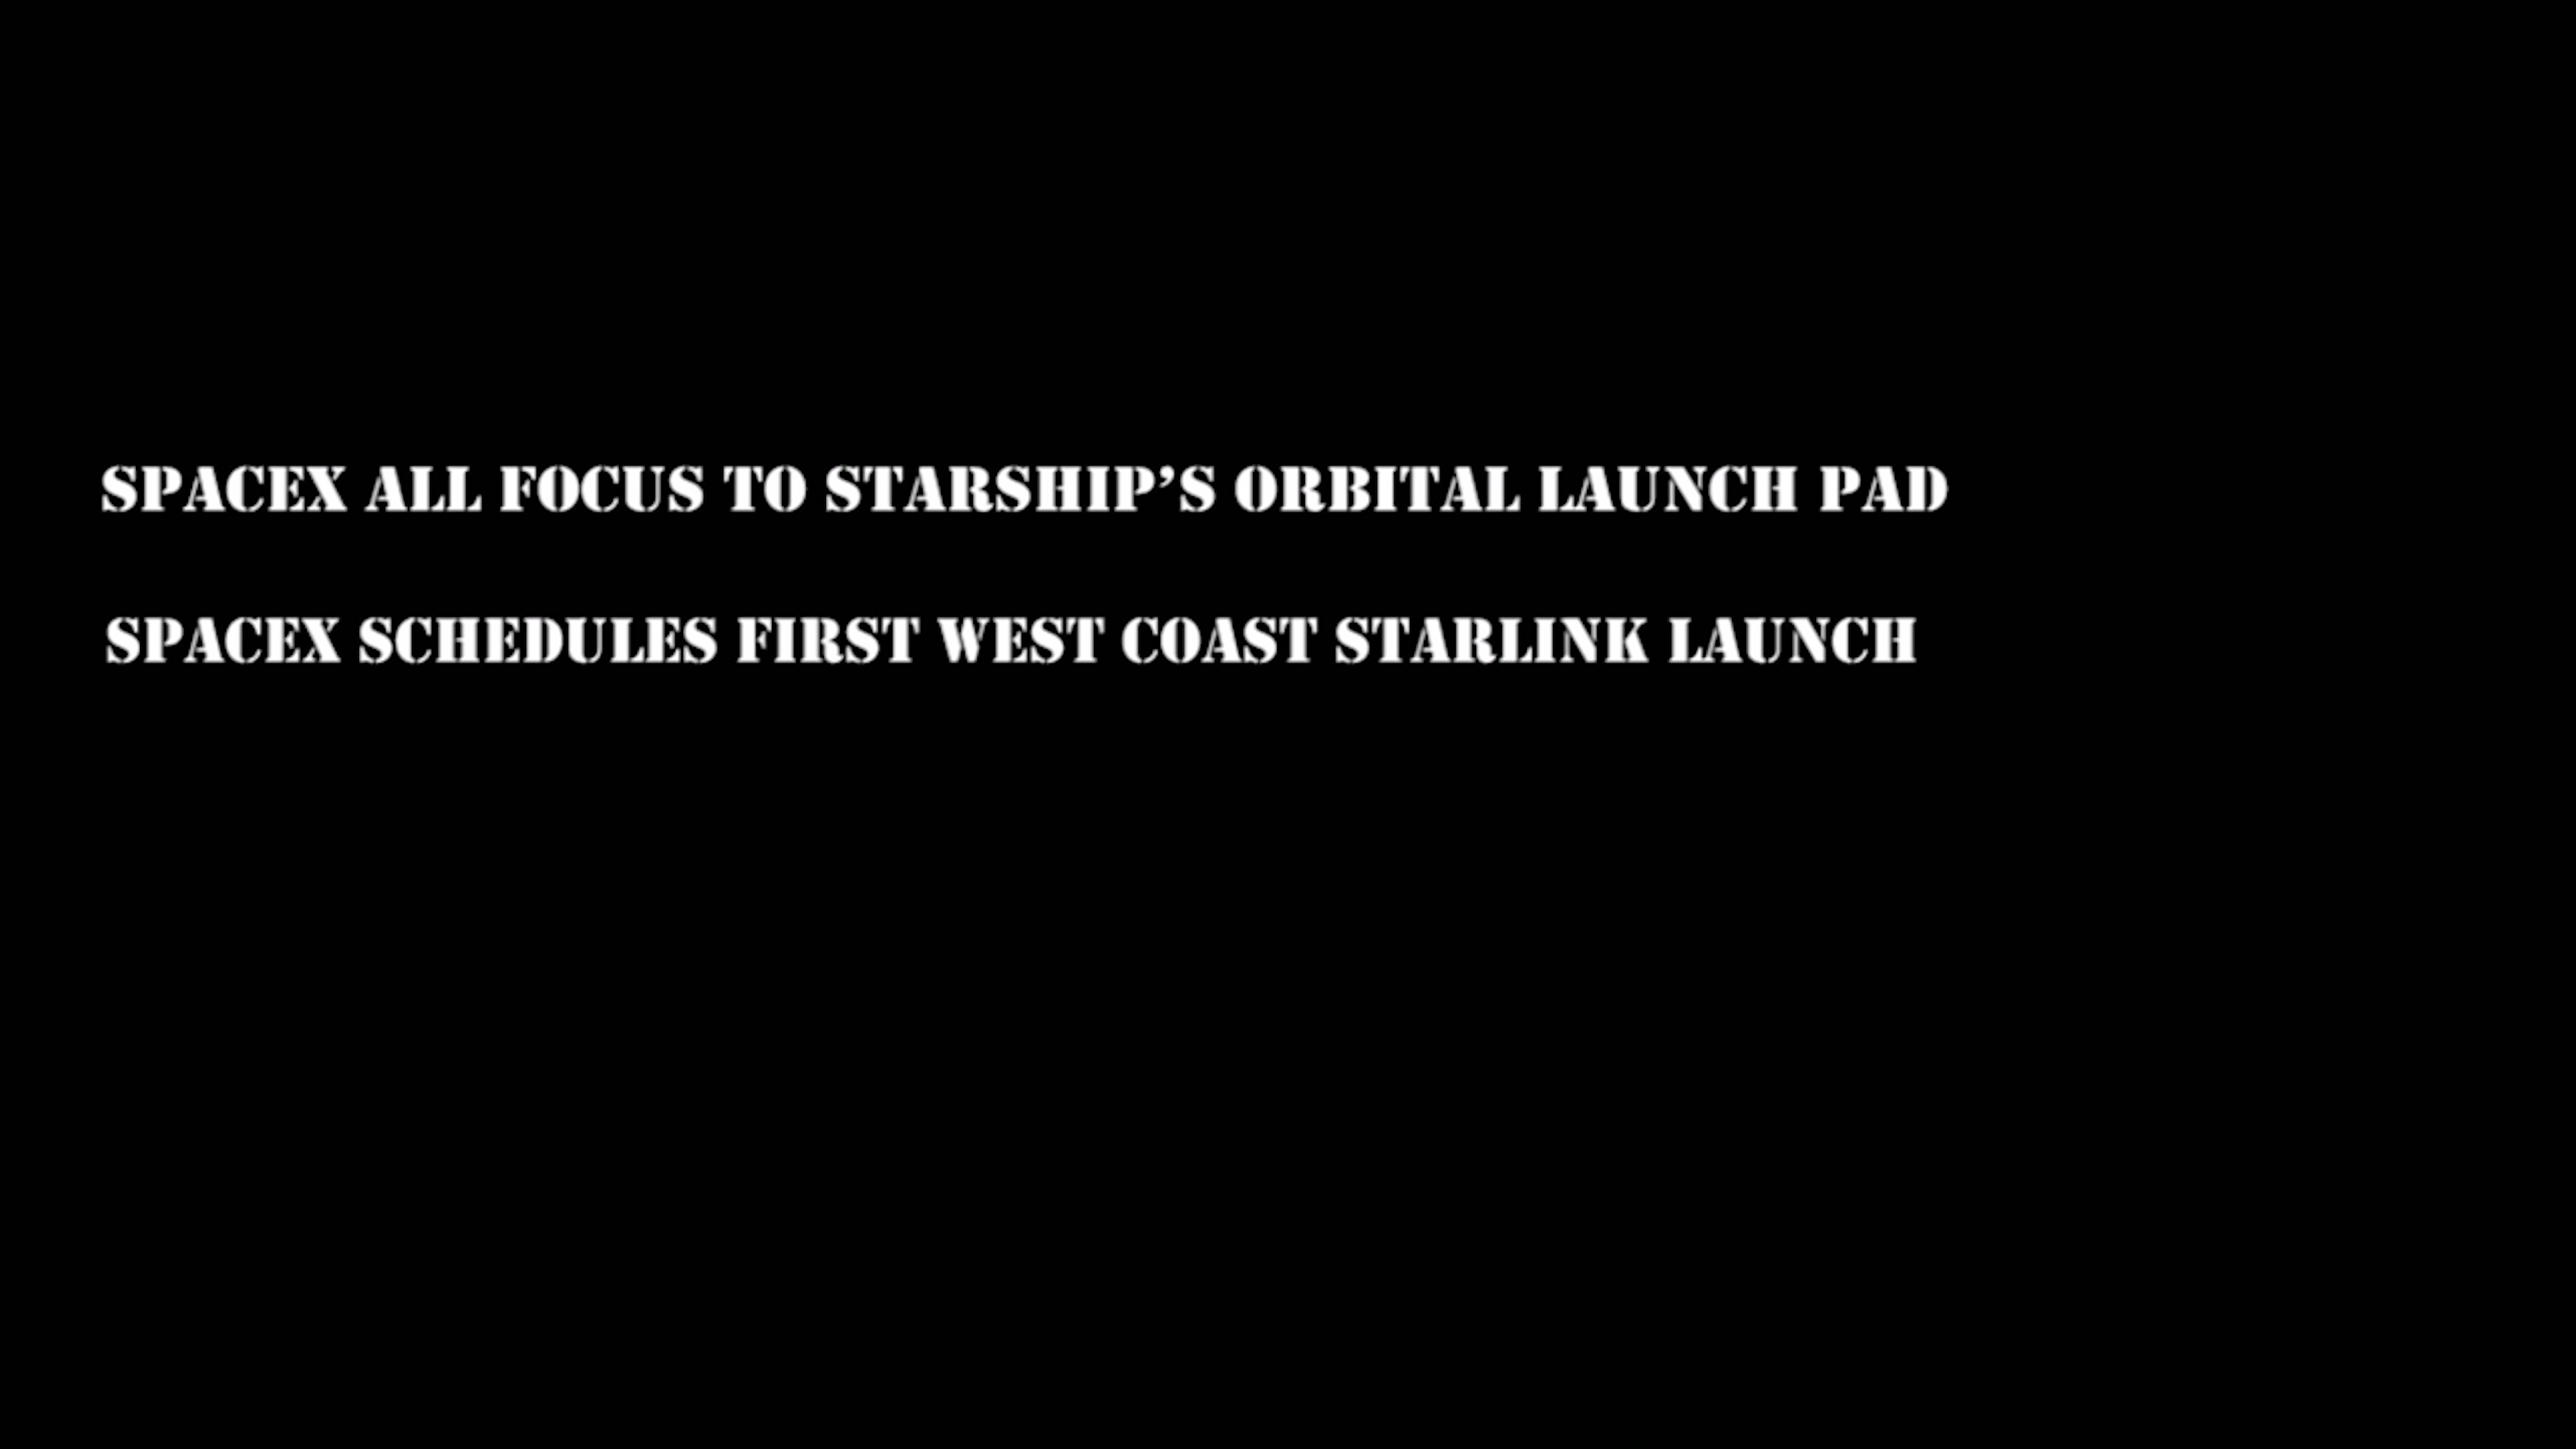 SPACEX ALL FOCUS TO STARSHIP’S ORBITAL LAUNCH PAD
SPACEX SCHEDULES FIRST WEST COAST STARLINK LAUNCH